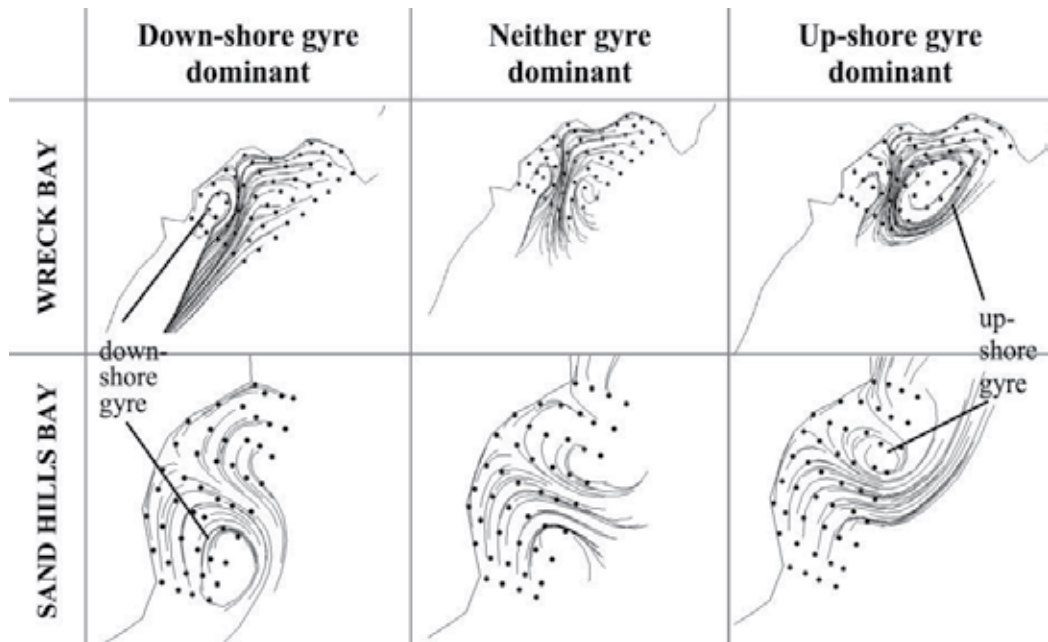 Down-shore gyre
dominant
Neither gyre
dominant
Up-shore gyre
dominant
WRECK BAY
down-
shore
gyre
up-
shore
gyre
SAND HILLS BAY